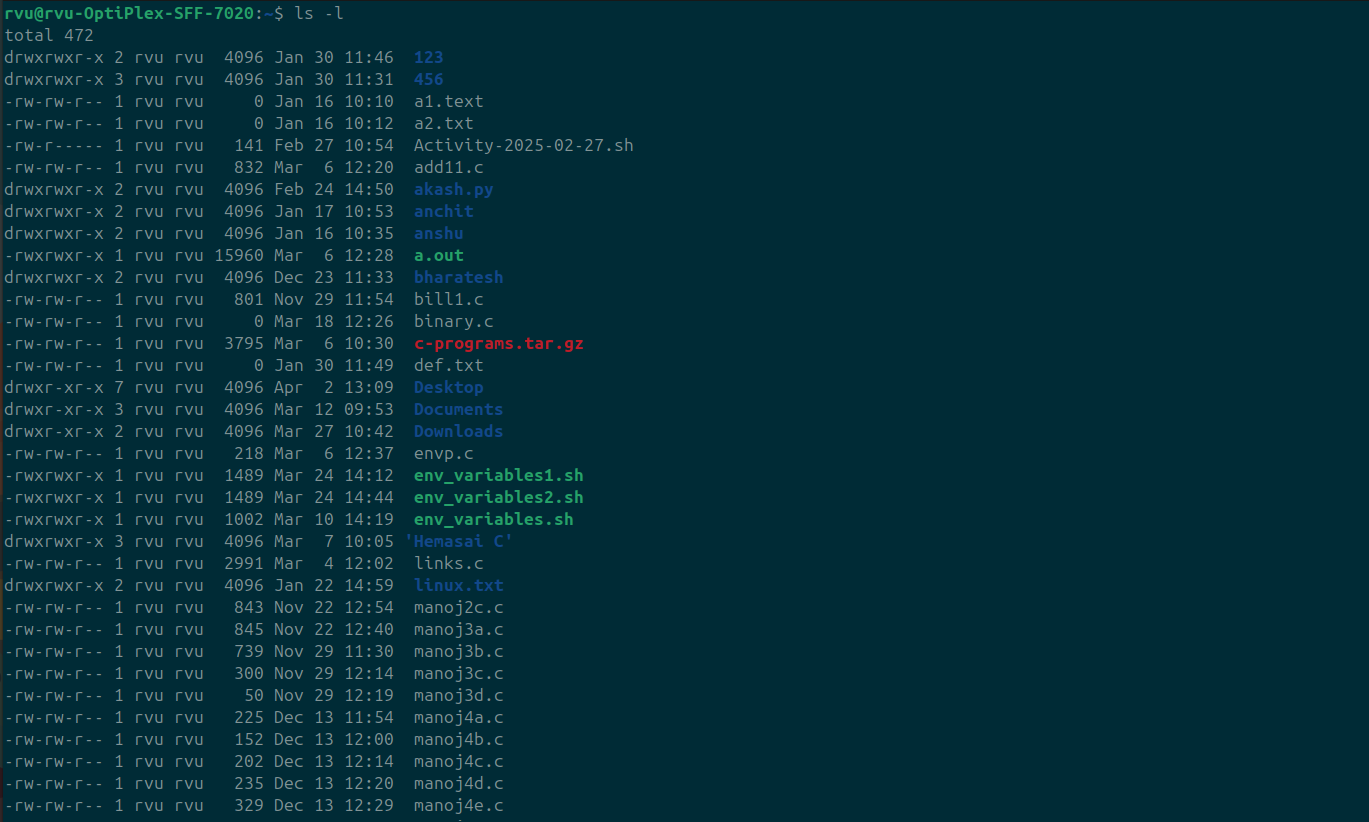 rvu@rvu-OptiPlex-SFF-7020:~$ ls -l
total 472
drwxrwxr-x 2 rvu rvu  4096 Jan 30 11:46  123
drwxrwxr-x 3 rvu rvu  4096 Jan 30 11:31  456
-rw-rw-r-- 1 rvu rvu     0 Jan 16 10:10  a1.text
-rw-rw-r-- 1 rvu rvu     0 Jan 16 10:12  a2.txt
-rw-r----- 1 rvu rvu   141 Feb 27 10:54  Activity-2025-02-27.sh
-rw-rw-r-- 1 rvu rvu   832 Mar  6 12:20  add11.c
drwxrwxr-x 2 rvu rvu  4096 Feb 24 14:50  akash.py
drwxrwxr-x 2 rvu rvu  4096 Jan 17 10:53  anchit
drwxrwxr-x 2 rvu rvu  4096 Jan 16 10:35  anshu
-rwxrwxr-x 1 rvu rvu 15960 Mar  6 12:28  a.out
drwxrwxr-x 2 rvu rvu  4096 Dec 23 11:33  bharatesh
-rw-rw-r-- 1 rvu rvu   801 Nov 29 11:54  bill1.c
-rw-rw-r-- 1 rvu rvu     0 Mar 18 12:26  binary.c
-rw-rw-r-- 1 rvu rvu  3795 Mar  6 10:30  c-programs.tar.gz
-rw-rw-r-- 1 rvu rvu     0 Jan 30 11:49  def.txt
drwxr-xr-x 7 rvu rvu  4096 Apr  2 13:09  Desktop
drwxr-xr-x 3 rvu rvu  4096 Mar 12 09:53  Documents
drwxr-xr-x 2 rvu rvu  4096 Mar 27 10:42  Downloads
-rw-rw-r-- 1 rvu rvu   218 Mar  6 12:37  envp.c
-rwxrwxr-x 1 rvu rvu  1489 Mar 24 14:12  env_variables1.sh
-rwxrwxr-x 1 rvu rvu  1489 Mar 24 14:44  env_variables2.sh
-rwxrwxr-x 1 rvu rvu  1002 Mar 10 14:19  env_variables.sh
drwxrwxr-x 3 rvu rvu  4096 Mar  7 10:05 'Hemasai C'
-rw-rw-r-- 1 rvu rvu  2991 Mar  4 12:02  links.c
drwxrwxr-x 2 rvu rvu  4096 Jan 22 14:59  linux.txt
-rw-rw-r-- 1 rvu rvu   843 Nov 22 12:54  manoj2c.c
-rw-rw-r-- 1 rvu rvu   845 Nov 22 12:40  manoj3a.c
-rw-rw-r-- 1 rvu rvu   739 Nov 29 11:30  manoj3b.c
-rw-rw-r-- 1 rvu rvu   300 Nov 29 12:14  manoj3c.c
-rw-rw-r-- 1 rvu rvu    50 Nov 29 12:19  manoj3d.c
-rw-rw-r-- 1 rvu rvu   225 Dec 13 11:54  manoj4a.c
-rw-rw-r-- 1 rvu rvu   152 Dec 13 12:00  manoj4b.c
-rw-rw-r-- 1 rvu rvu   202 Dec 13 12:14  manoj4c.c
-rw-rw-r-- 1 rvu rvu   235 Dec 13 12:20  manoj4d.c
-rw-rw-r-- 1 rvu rvu   329 Dec 13 12:29  manoj4e.c